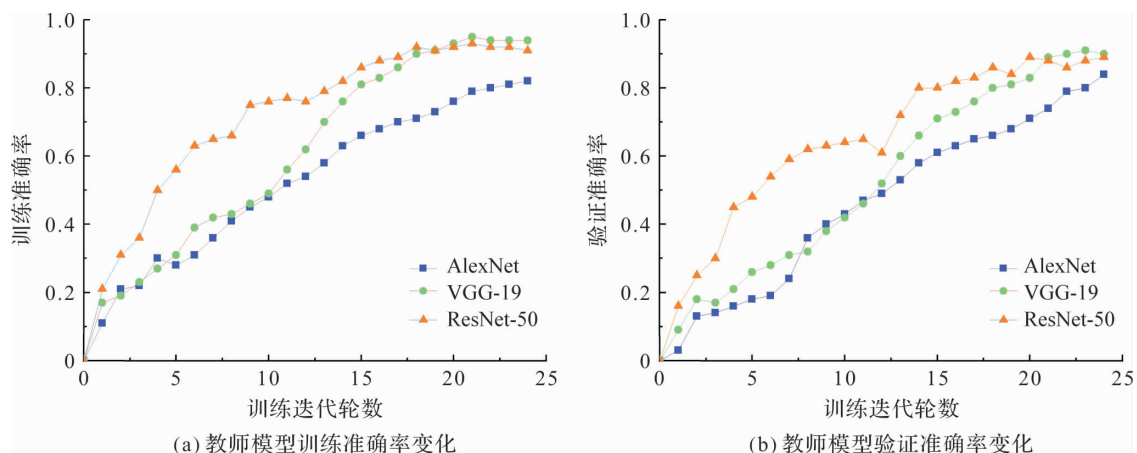 1.0
0.8
0.6
0.4
0.2
0
训练准确率
AlexNet
VGG-19
ResNet-50
0 5 10 15 20 25
训练迭代轮数
(a) 教师模型训练准确率变化
1.0
0.8
0.6
0.4
0.2
0
验证准确率
AlexNet
VGG-19
ResNet-50
0 5 10 15 20 25
训练迭代轮数
(b) 教师模型验证准确率变化